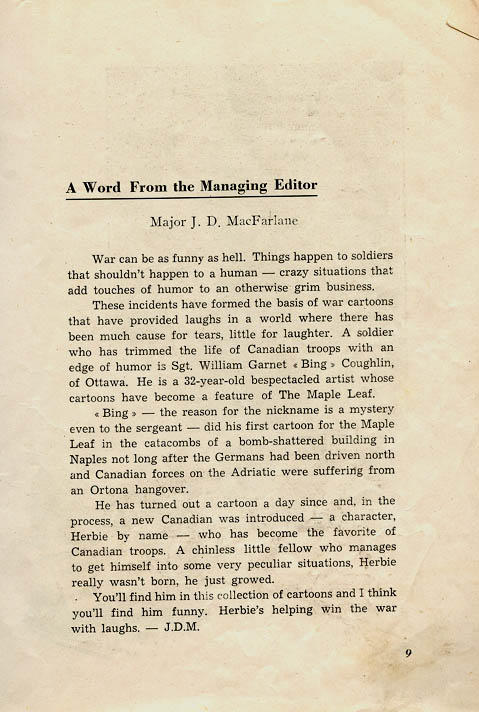 A Word From the Managing Editor
Major J. D. MacFarlane
War can be as funny as hell. Things happen to soldiers
that shouldn't happen to a human — crazy situations that
add touches of humor to an otherwise grim business.
These incidents have formed the basis of war cartoons
that have provided laughs in a world where there has
been much cause for tears, little for laughter. A soldier
who has trimmed the life of Canadian troops with an
edge of humor is Sgt. William Garnet « Bing » Coughlin,
of Ottawa. He is a 32-year-old bespectacled artist whose
cartoons have become a feature of The Maple Leaf.
« Bing » — the reason for the nickname is a mystery
even to the sergeant — did his first cartoon for the Maple
Leaf in the catacombs of a bomb-shattered building in
Naples not long after the Germans had been driven north
and Canadian forces on the Adriatic were suffering from
an Ortona hangover.
He has turned out a cartoon a day since and, in the
process, a new Canadian was introduced — a character,
Herbie by name — who has become the favorite of
Canadian troops. A chinless little fellow who manages
to get himself into some very peculiar situations, Herbie
really wasn't born, he just growed.
You'll find him in this collection of cartoons and I think
you'll find him funny. Herbie's helping win the war
with laughs. — J.D.M.
9